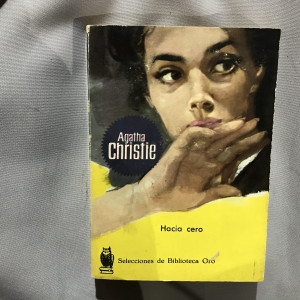 Agatha
Christie
Hacia cero
Selecciones de Biblioteca Oro